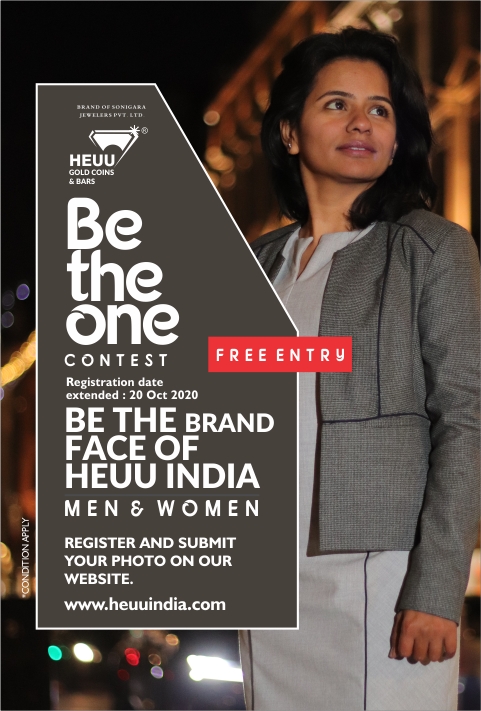 BRAND OF SONIGARA
JEWELERS PVT. LTD
®
HEUU
GOLD COINS
& BARS
Be
the
one
CONTEST
FREE ENTRY
Registration date
extended : 20 Oct 2020
BE THE BRAND
FACE OF
HEUU INDIA
MEN & WOMEN
REGISTER AND SUBMIT
YOUR PHOTO ON OUR
WEBSITE.
www.heuuindia.com
*CONDITION APPLY